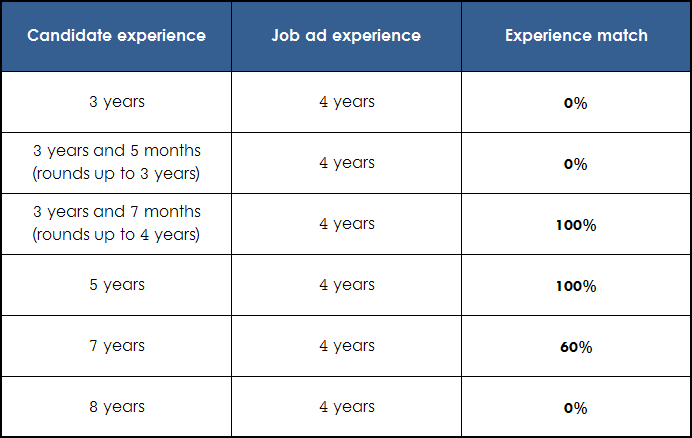 Candidate experience Job ad experience Experience match
3 years 4 years 0%
3 years and 5 months
(rounds up to 3 years) 4 years 0%
3 years and 7 months
(rounds up to 4 years) 4 years 100%
5 years 4 years 100%
7 years 4 years 60%
8 years 4 years 0%